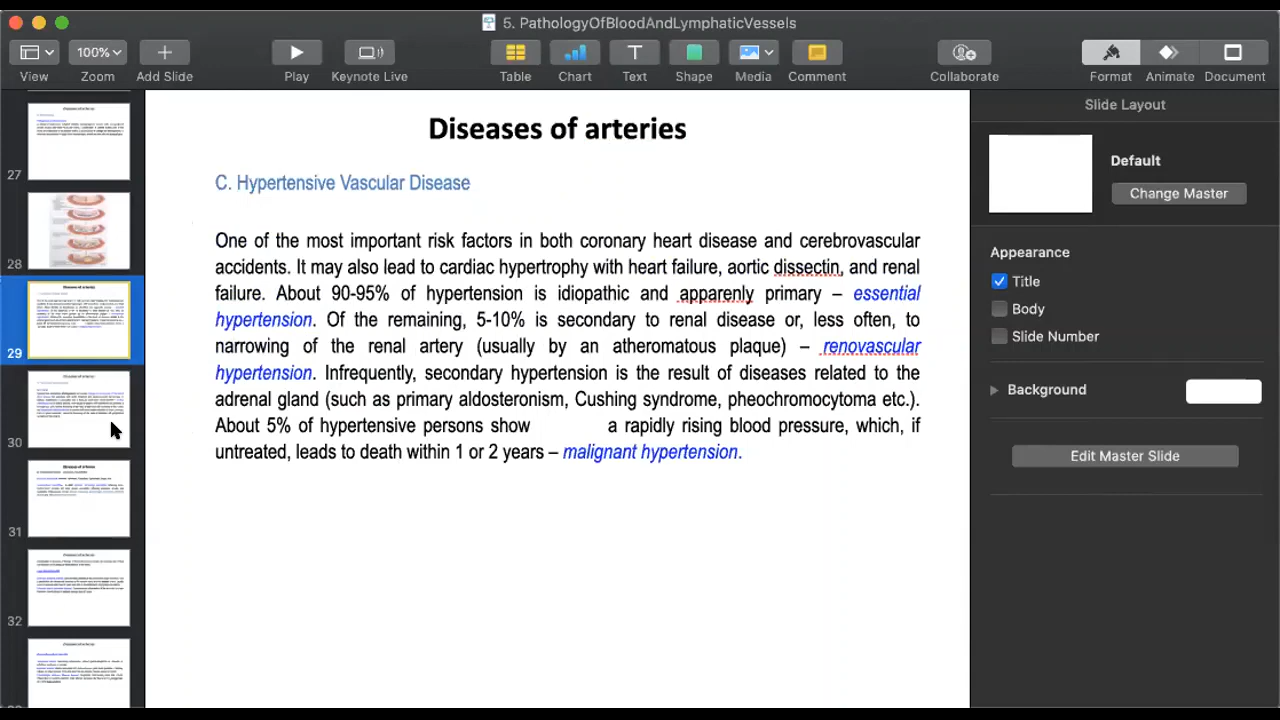 5. PathologyOfBloodAndLymphaticVessels
100%
View Zoom Add Slide Play Keynote Live Table Chart Text Shape Media Comment Collaborate Format Animate Document
Slide Layout
Default
Change Master
Appearance
Title
Body
Slide Number
Background
Edit Master Slide
27
28
29
30
31
32
Diseases of arteries
C. Hypertensive Vascular Disease
One of the most important risk factors in both coronary heart disease and cerebrovascular
accidents. It may also lead to cardiac hypertrophy with heart failure, aortic dissectin, and renal
failure. About 90-95% of hypertension is idiopathic and apparently primary – essential
hypertension. Of the remaining, 5-10% is secondary to renal disease or, less often, to
narrowing of the renal artery (usually by an atheromatous plaque) – renovascular
hypertension. Infrequently, secondary hypertension is the result of diseases related to the
adrenal gland (such as primary aldosteronism, Cushing syndrome, pheochromocytoma etc.).
About 5% of hypertensive persons show a rapidly rising blood pressure, which, if
untreated, leads to death within 1 or 2 years – malignant hypertension.